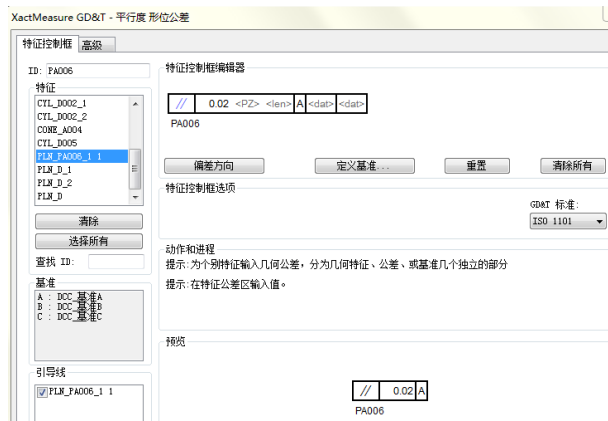 XactMeasure GD&T - 平行度 形位公差
特征控制框 高级
ID: PA006
特征
CYL_D002_1
CYL_D002_2
CONE_A004
CYL_D005
PLN_PA006_1 1
PLN_D_1
PLN_D_2
PLN_D
清除
选择所有
查找 ID:
基准
A : DCC_基准A
B : DCC_基准B
C : DCC_基准C
引导线
PLN_PA006_1 1
特征控制框编辑器
// 0.02 <PZ> <len> A <dat> <dat>
PA006
偏差方向 定义基准... 重置 清除所有
特征控制框选项
GD&T 标准:
ISO 1101
动作和进程
提示:为个别特征输入几何公差，分为几何特征、公差、或基准几个独立的部分
提示:在特征公差区输入值。
预览
// 0.02 A
PA006